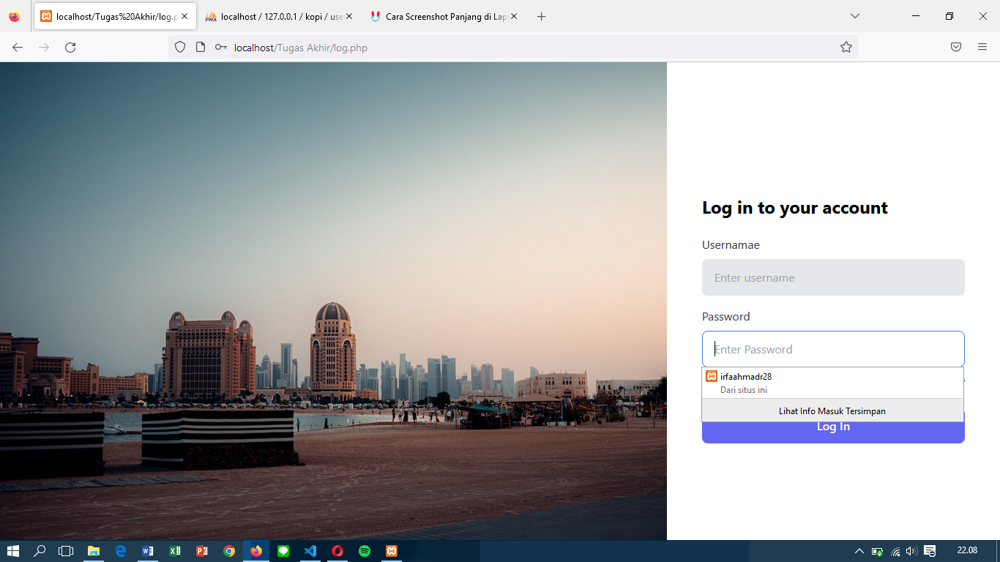 localhost/Tugas%20Akhir/log.p
localhost / 127.0.0.1 / kopi / use
Cara Screenshot Panjang di Lap
localhost/Tugas Akhir/log.php
Log in to your account
Usernamae
Enter username
Password
Enter Password
irfaahmadr28
Dari situs ini
Lihat Info Masuk Tersimpan
Log In
22.08